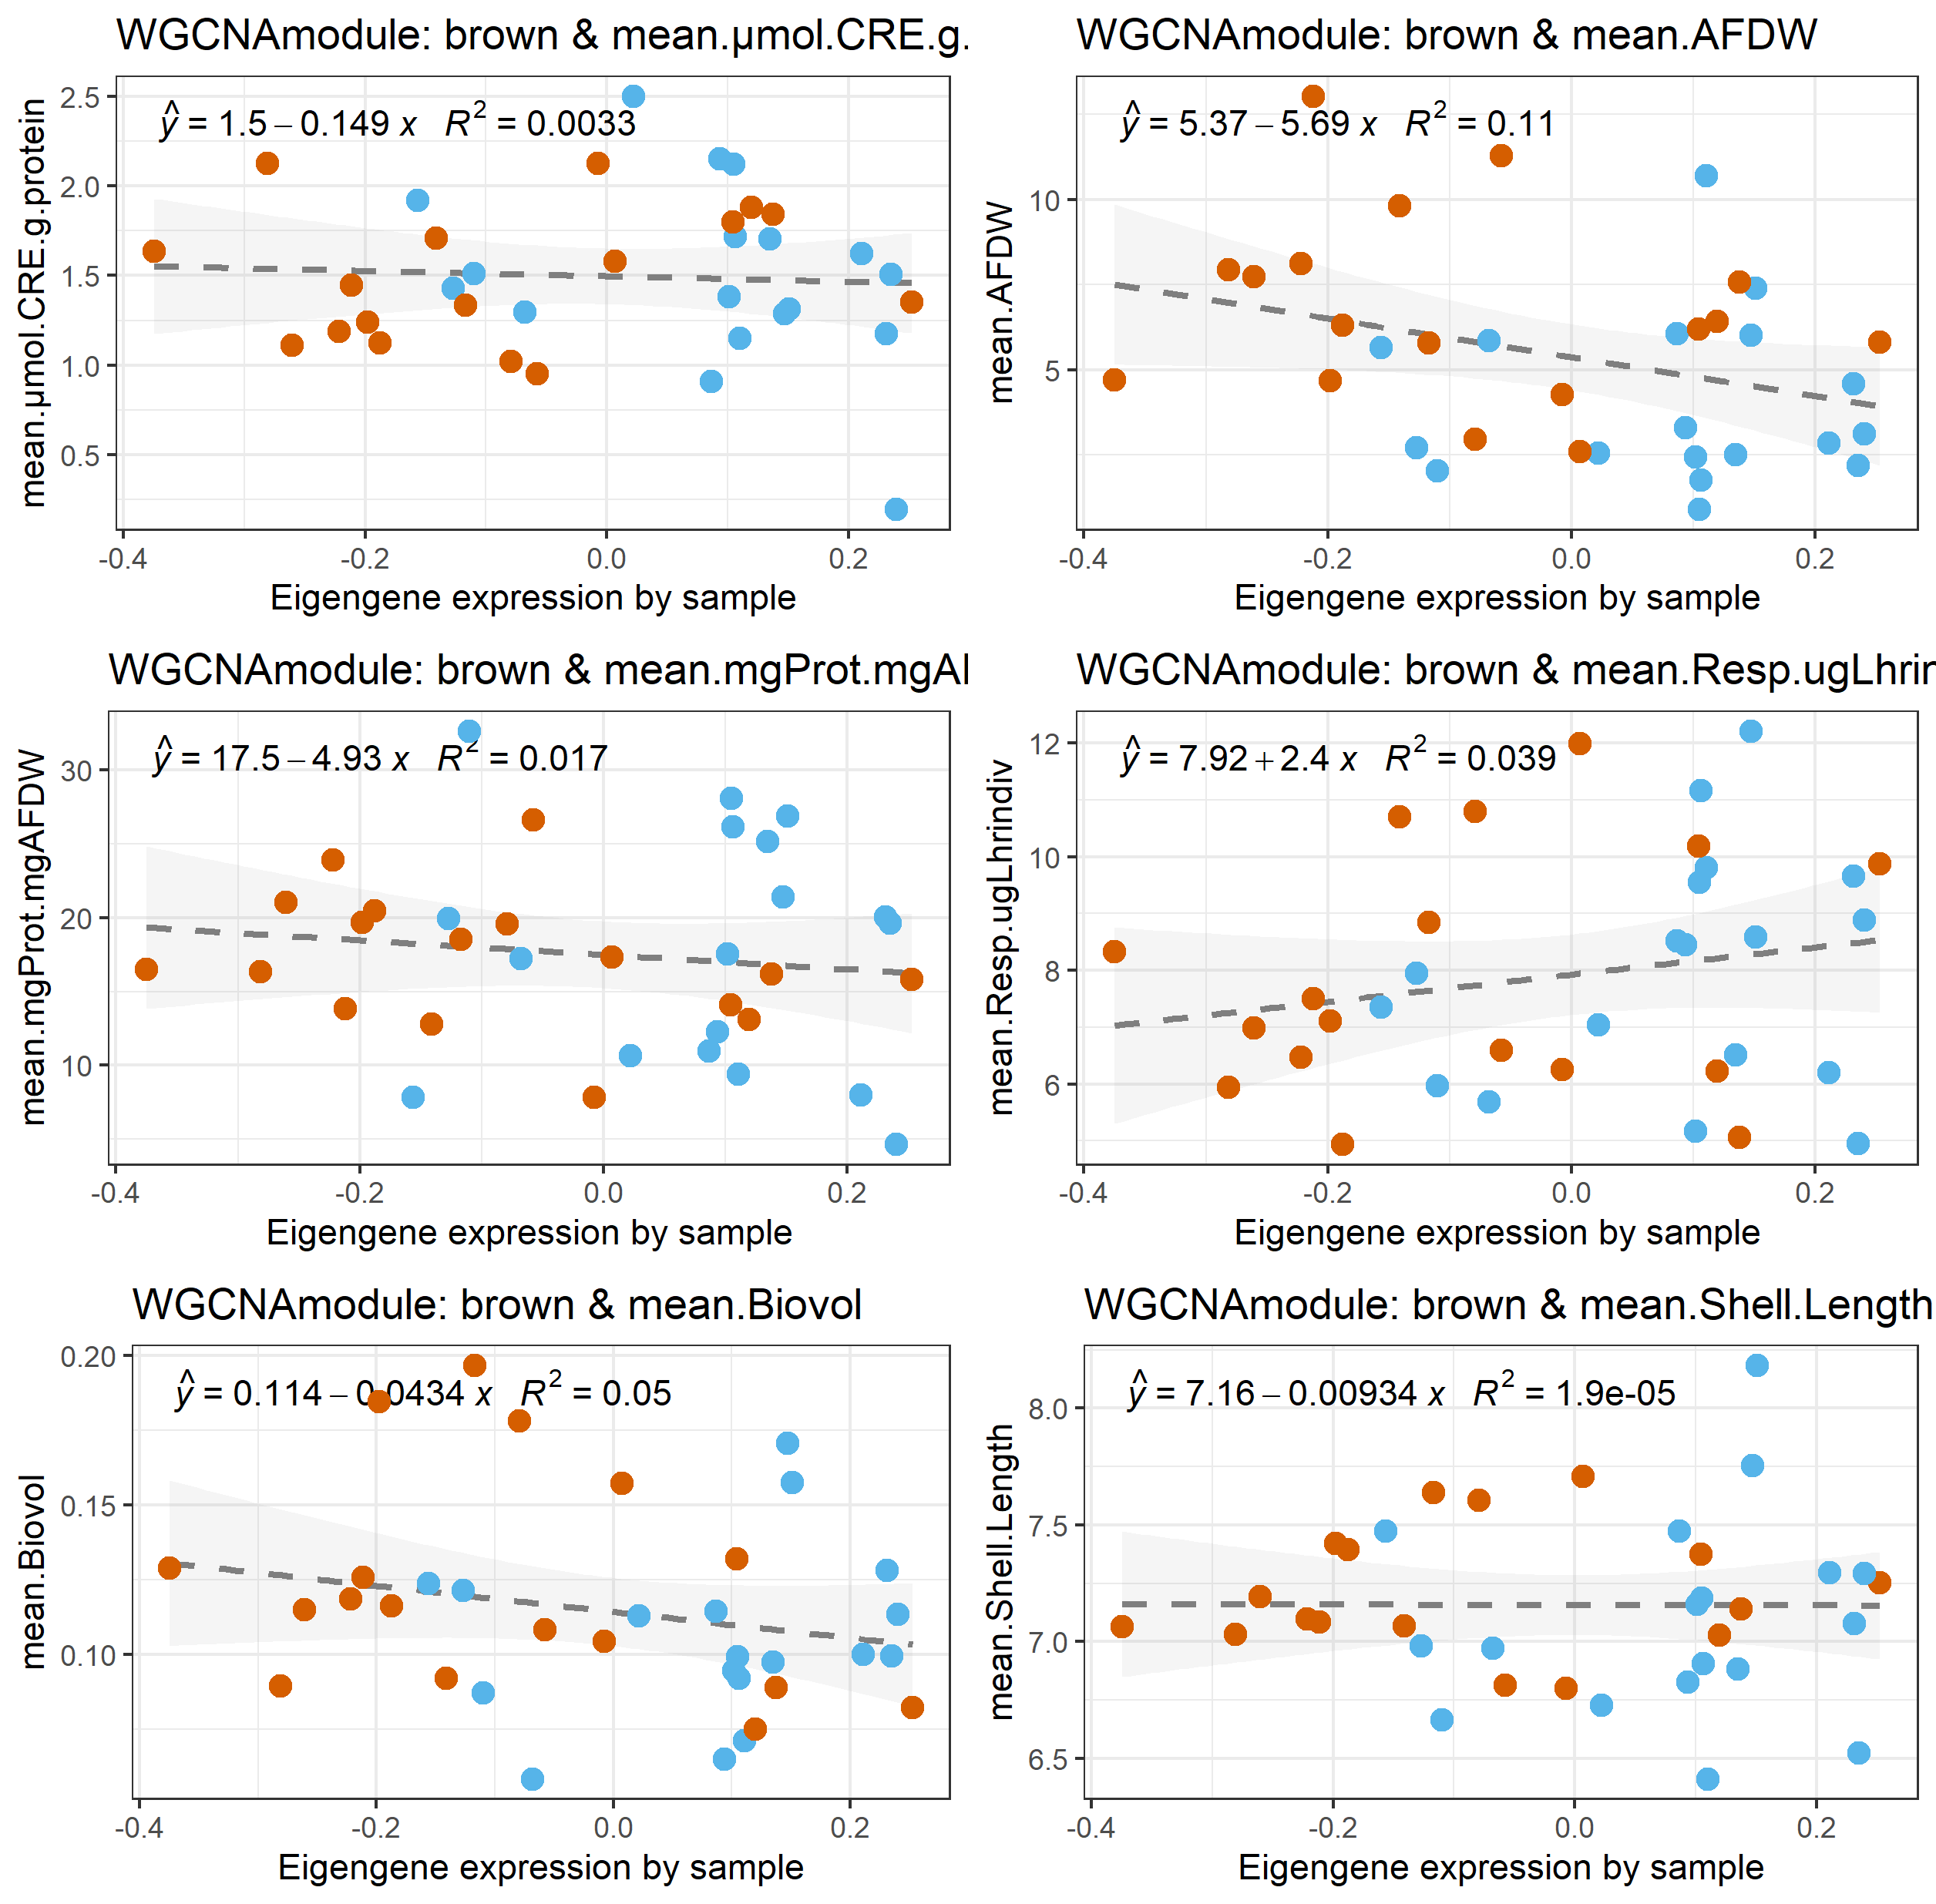 WGCNAmodule: brown & mean.µmol.CRE.g.
ŷ = 1.5 − 0.149 x R² = 0.0033
mean.µmol.CRE.g.protein
2.5
2.0
1.5
1.0
0.5
-0.4 -0.2 0.0 0.2
Eigengene expression by sample
WGCNAmodule: brown & mean.AFDW
ŷ = 5.37 − 5.69 x R² = 0.11
mean.AFDW
10
5
-0.4 -0.2 0.0 0.2
Eigengene expression by sample
WGCNAmodule: brown & mean.mgProt.mgAI
ŷ = 17.5 − 4.93 x R² = 0.017
mean.mgProt.mgAFDW
30
20
10
-0.4 -0.2 0.0 0.2
Eigengene expression by sample
WGCNAmodule: brown & mean.Resp.ugLhrin
ŷ = 7.92 + 2.4 x R² = 0.039
mean.Resp.ugLhrindiv
12
10
8
6
-0.4 -0.2 0.0 0.2
Eigengene expression by sample
WGCNAmodule: brown & mean.Biovol
ŷ = 0.114 − 0.0434 x R² = 0.05
mean.Biovol
0.20
0.15
0.10
-0.4 -0.2 0.0 0.2
Eigengene expression by sample
WGCNAmodule: brown & mean.Shell.Length
ŷ = 7.16 − 0.00934 x R² = 1.9e-05
mean.Shell.Length
8.0
7.5
7.0
6.5
-0.4 -0.2 0.0 0.2
Eigengene expression by sample